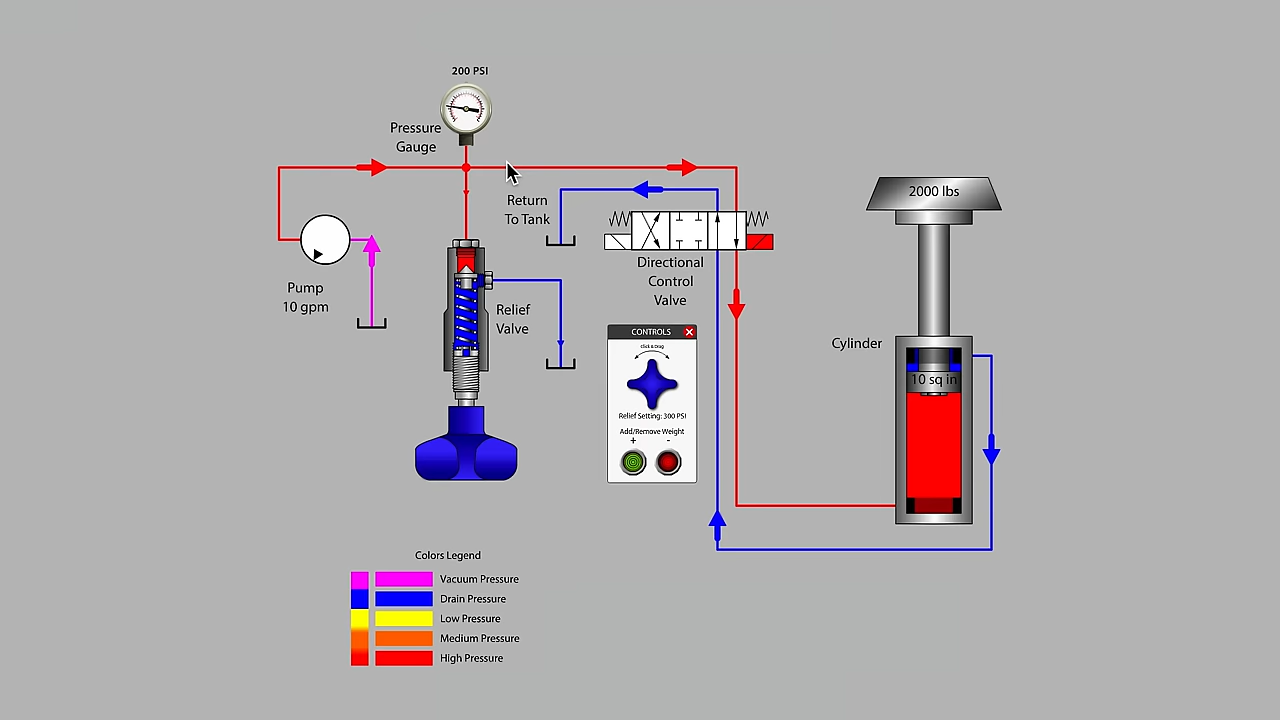 200 PSI
Pressure
Gauge
Return
To Tank
2000 lbs
Directional
Control
Valve
Pump
10 gpm
Relief
Valve
CONTROLS
Click & Drag
Relief Setting: 300 PSI
Add/Remove Weight
+ -
Cylinder
10 sq in
Colors Legend
Vacuum Pressure
Drain Pressure
Low Pressure
Medium Pressure
High Pressure